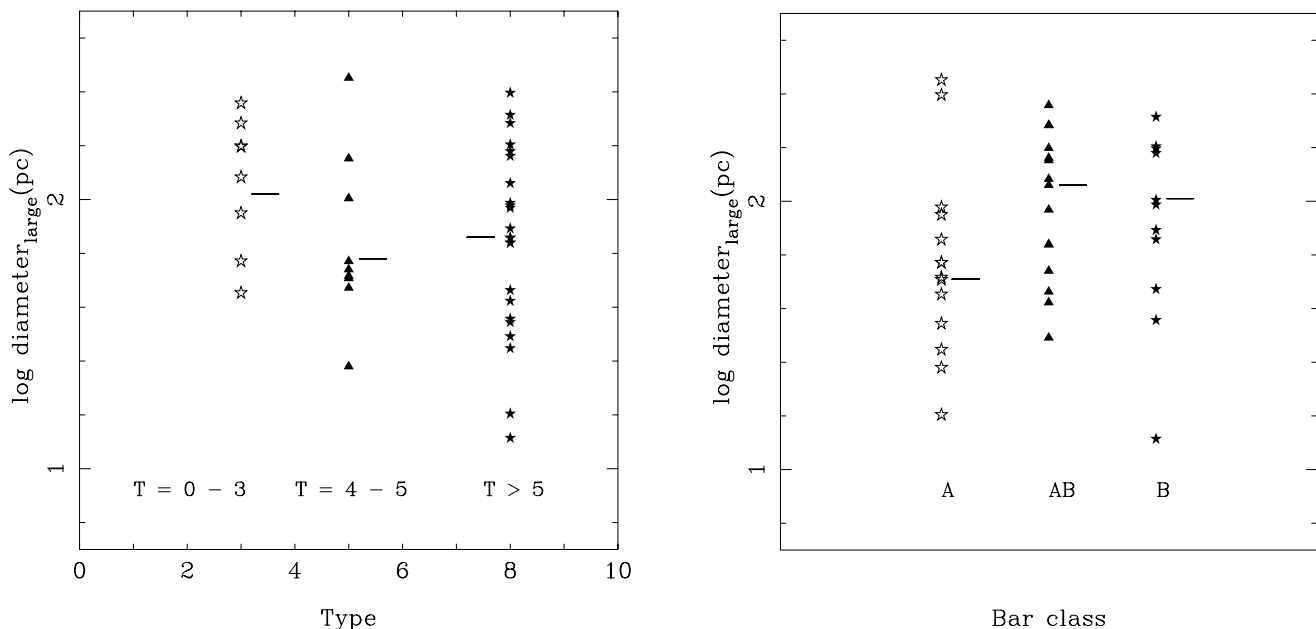 log diameter_large(pc)
2
1
T = 0 − 3 T = 4 − 5 T > 5
0 2 4 6 8 10
Type
log diameter_large(pc)
2
1
A AB B
Bar class